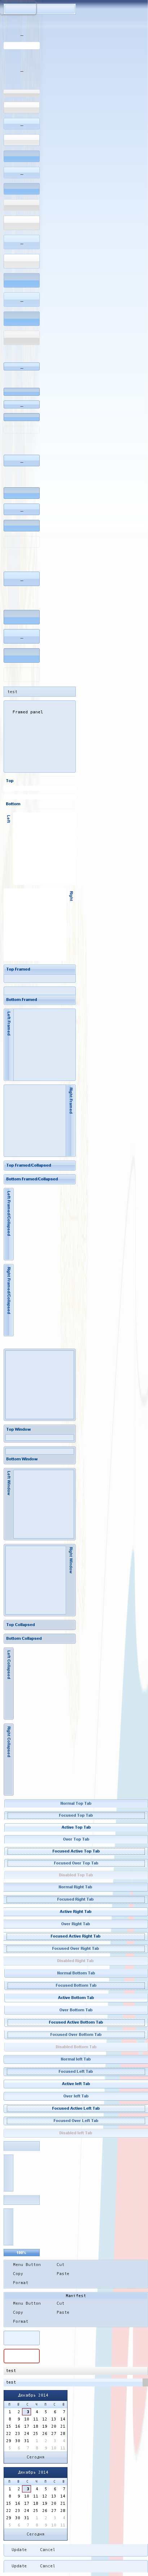 Text
Framed panel
Top
Bottom
Left
Right
Top Framed
Bottom Framed
Left Framed
Right Framed
Top Framed/Collapsed
Bottom Framed/Collapsed
Left Framed/Collapsed
Right Framed/Collapsed
Top Window
Bottom Window
Left Window
Right Window
Top Collapsed
Bottom Collapsed
Left Collapsed
Right Collapsed
Normal Top Tab
Focused Top Tab
Active Top Tab
Over Top Tab
Focused Active Top Tab
Focused Over Top Tab
Disabled Top Tab
Normal Right Tab
Focused Right Tab
Active Right Tab
Over Right Tab
Focused Active Right Tab
Focused Over Right Tab
Disabled Right Tab
Normal Bottom Tab
Focused Bottom Tab
Active Bottom Tab
Over Bottom Tab
Focused Active Bottom Tab
Focused Over Bottom Tab
Disabled Bottom Tab
Normal left Tab
Focused Left Tab
Active left Tab
Over left Tab
Focused Active Left Tab
Focused Over Left Tab
Disabled left Tab
100%
Menu Button Cut
Copy Paste
Format
Manifest
Menu Button Cut
Copy Paste
Format
test
test
Декабрь 2014
1 2 3 4 5 6 7
8 9 10 11 12 13 14
15 16 17 18 19 20 21
22 23 24 25 26 27 28
29 30 31 1 2 3 4
5 6 7 8 9 10 11
Сегодня
Декабрь 2014
1 2 3 4 5 6 7
8 9 10 11 12 13 14
15 16 17 18 19 20 21
22 23 24 25 26 27 28
29 30 31 1 2 3 4
5 6 7 8 9 10 11
Сегодня
Update Cancel
Update Cancel